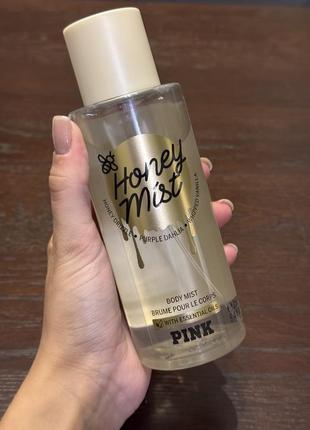 Honey
Mist
HONEY DRIZZLE • PURPLE DAHLIA • WHIPPED VANILLA
BODY MIST
BRUME POUR LE CORPS
WITH ESSENTIAL OILS
PINK